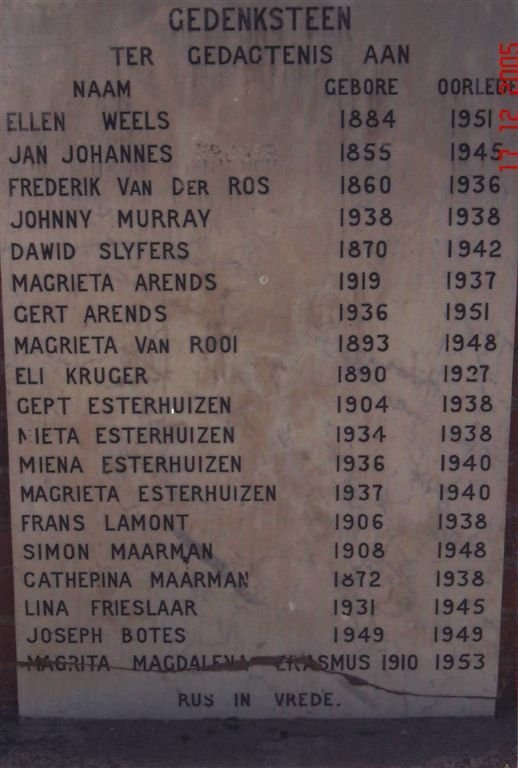 GEDENKSTEEN
TER GEDAGTENIS AAN
NAAM GEBORE OORLEDE
ELLEN WEELS 1884 1951
JAN JOHANNES KRUGER 1855 1945
FREDERIK VAN DER ROS 1860 1936
JOHNNY MURRAY 1938 1938
DAWID SLYFERS 1870 1942
MAGRIETA ARENDS 1919 1937
GERT ARENDS 1936 1951
MAGRIETA VAN ROOI 1893 1948
ELI KRUGER 1890 1927
GEPT ESTERHUIZEN 1904 1938
NIETA ESTERHUIZEN 1934 1938
MIENA ESTERHUIZEN 1936 1940
MAGRIETA ESTERHUIZEN 1937 1940
FRANS LAMONT 1906 1938
SIMON MAARMAN 1908 1948
CATHEPINA MAARMAN 1872 1938
LINA FRIESLAAR 1931 1945
JOSEPH BOTES 1949 1949
MAGRITA MAGDALENA ERASMUS 1910 1953
RUS IN VREDE.
17 12 2005